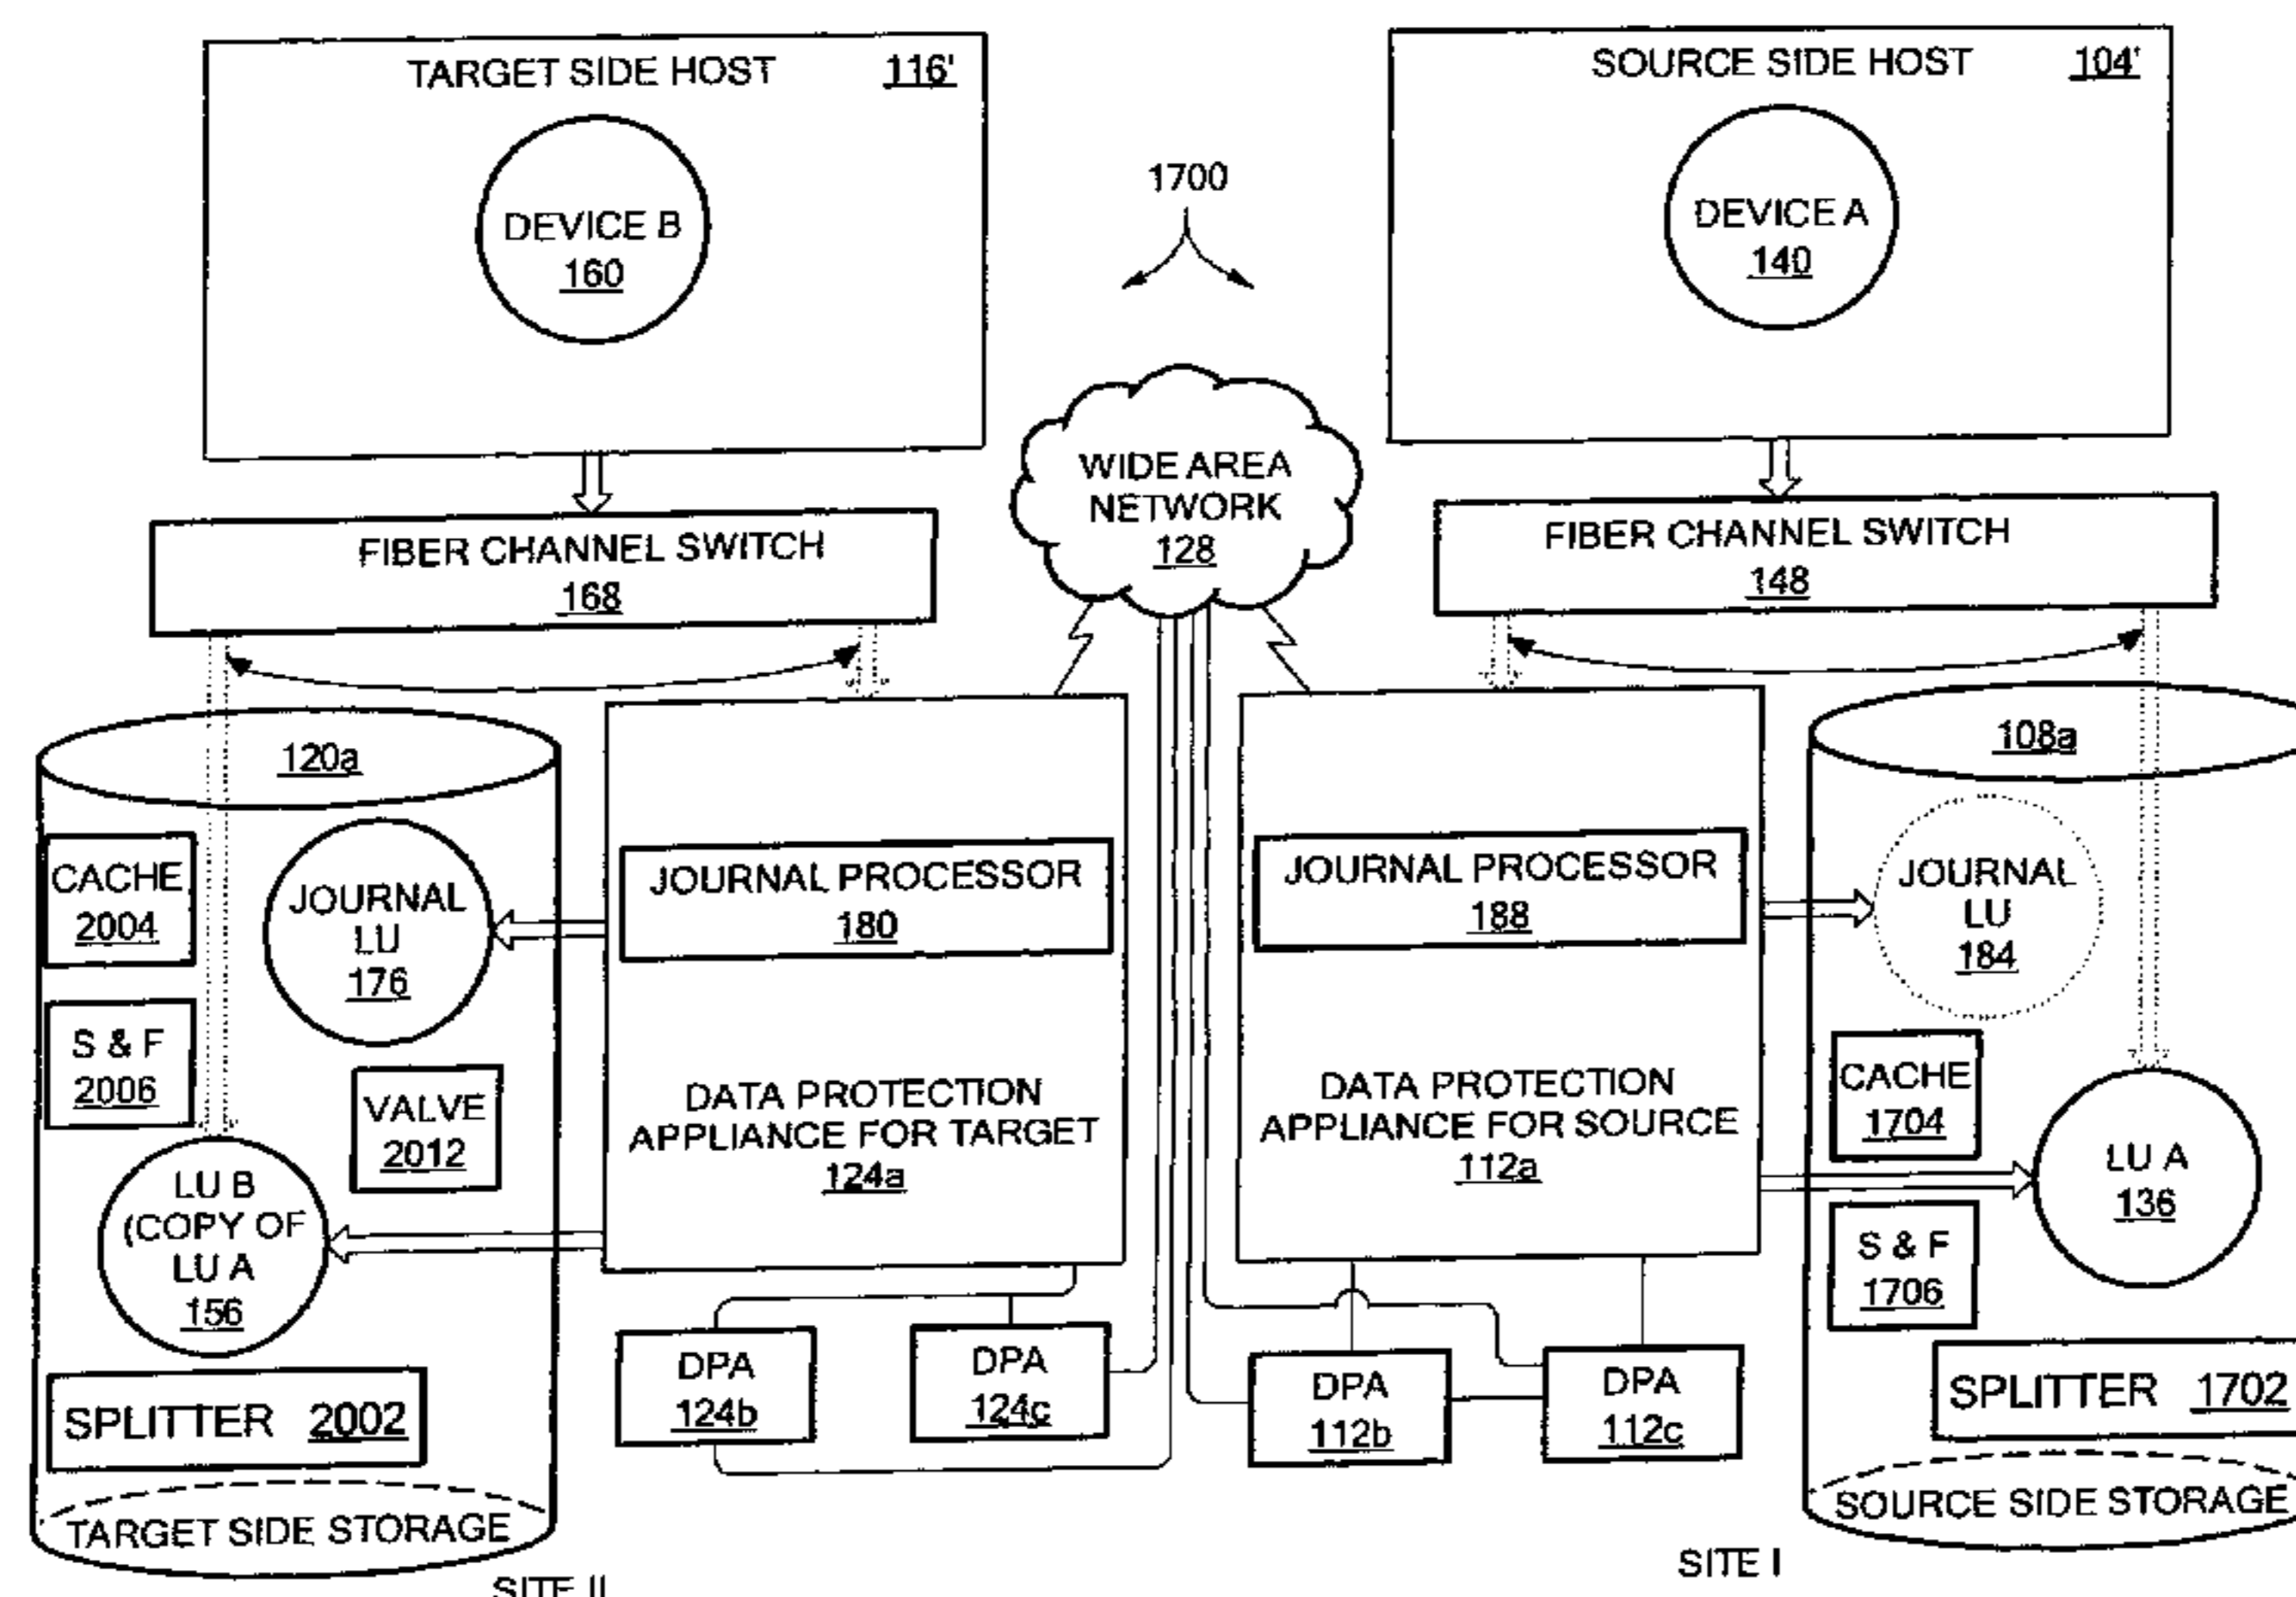 TARGET SIDE HOST 116'
DEVICE B
160
1700
SOURCE SIDE HOST 104'
DEVICE A
140
WIDE AREA
NETWORK
128
FIBER CHANNEL SWITCH
168
FIBER CHANNEL SWITCH
148
120a
CACHE
2004
JOURNAL
LU
176
S & F
2006
VALVE
2012
LU B
(COPY OF
LU A
156
SPLITTER 2002
TARGET SIDE STORAGE
JOURNAL PROCESSOR
180
DATA PROTECTION
APPLIANCE FOR TARGET
124a
DPA
124b
DPA
124c
SITE II
JOURNAL PROCESSOR
188
DATA PROTECTION
APPLIANCE FOR SOURCE
112a
DPA
112b
DPA
112c
108a
JOURNAL
LU
184
CACHE
1704
LU A
136
S & F
1706
SPLITTER 1702
SOURCE SIDE STORAGE
SITE I